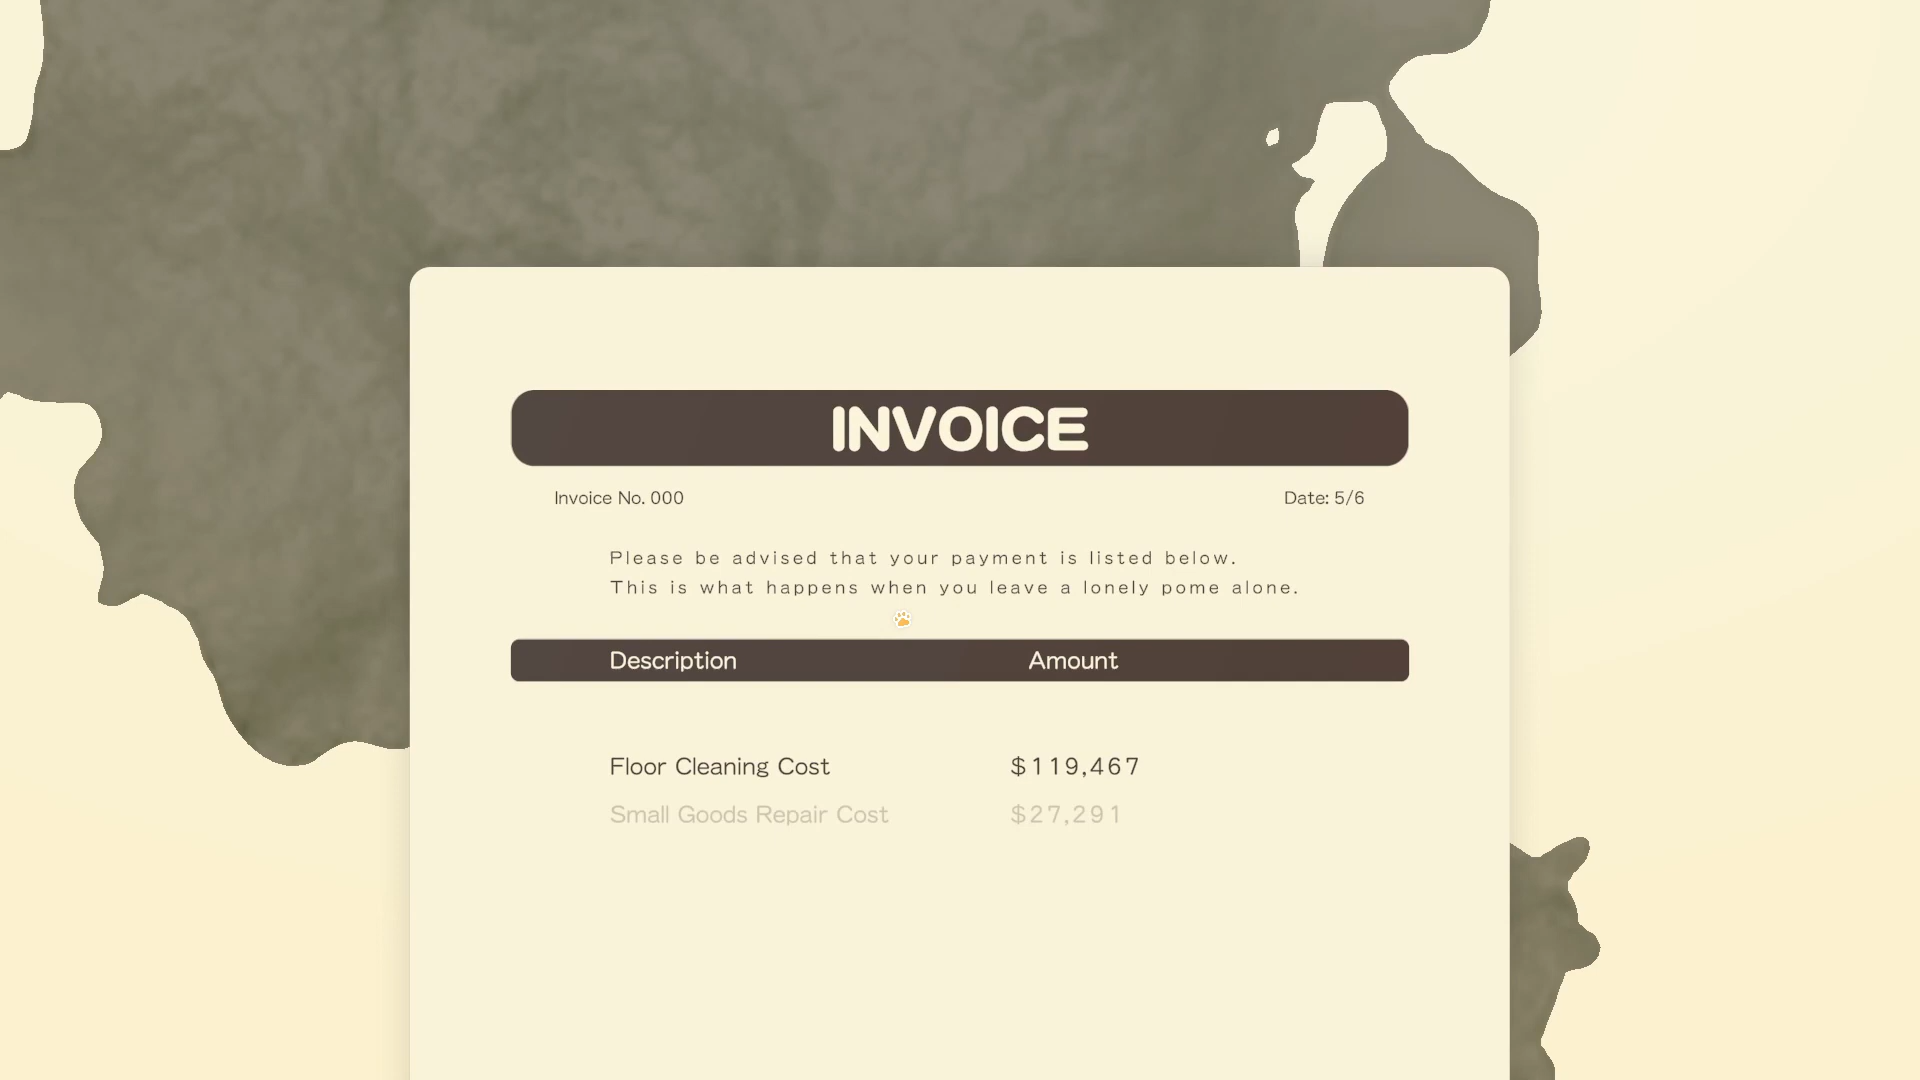 INVOICE
Invoice No. 000
Date: 5/6
Please be advised that your payment is listed below.
This is what happens when you leave a lonely pome alone.
Description Amount
Floor Cleaning Cost $119,467
Small Goods Repair Cost $27,291